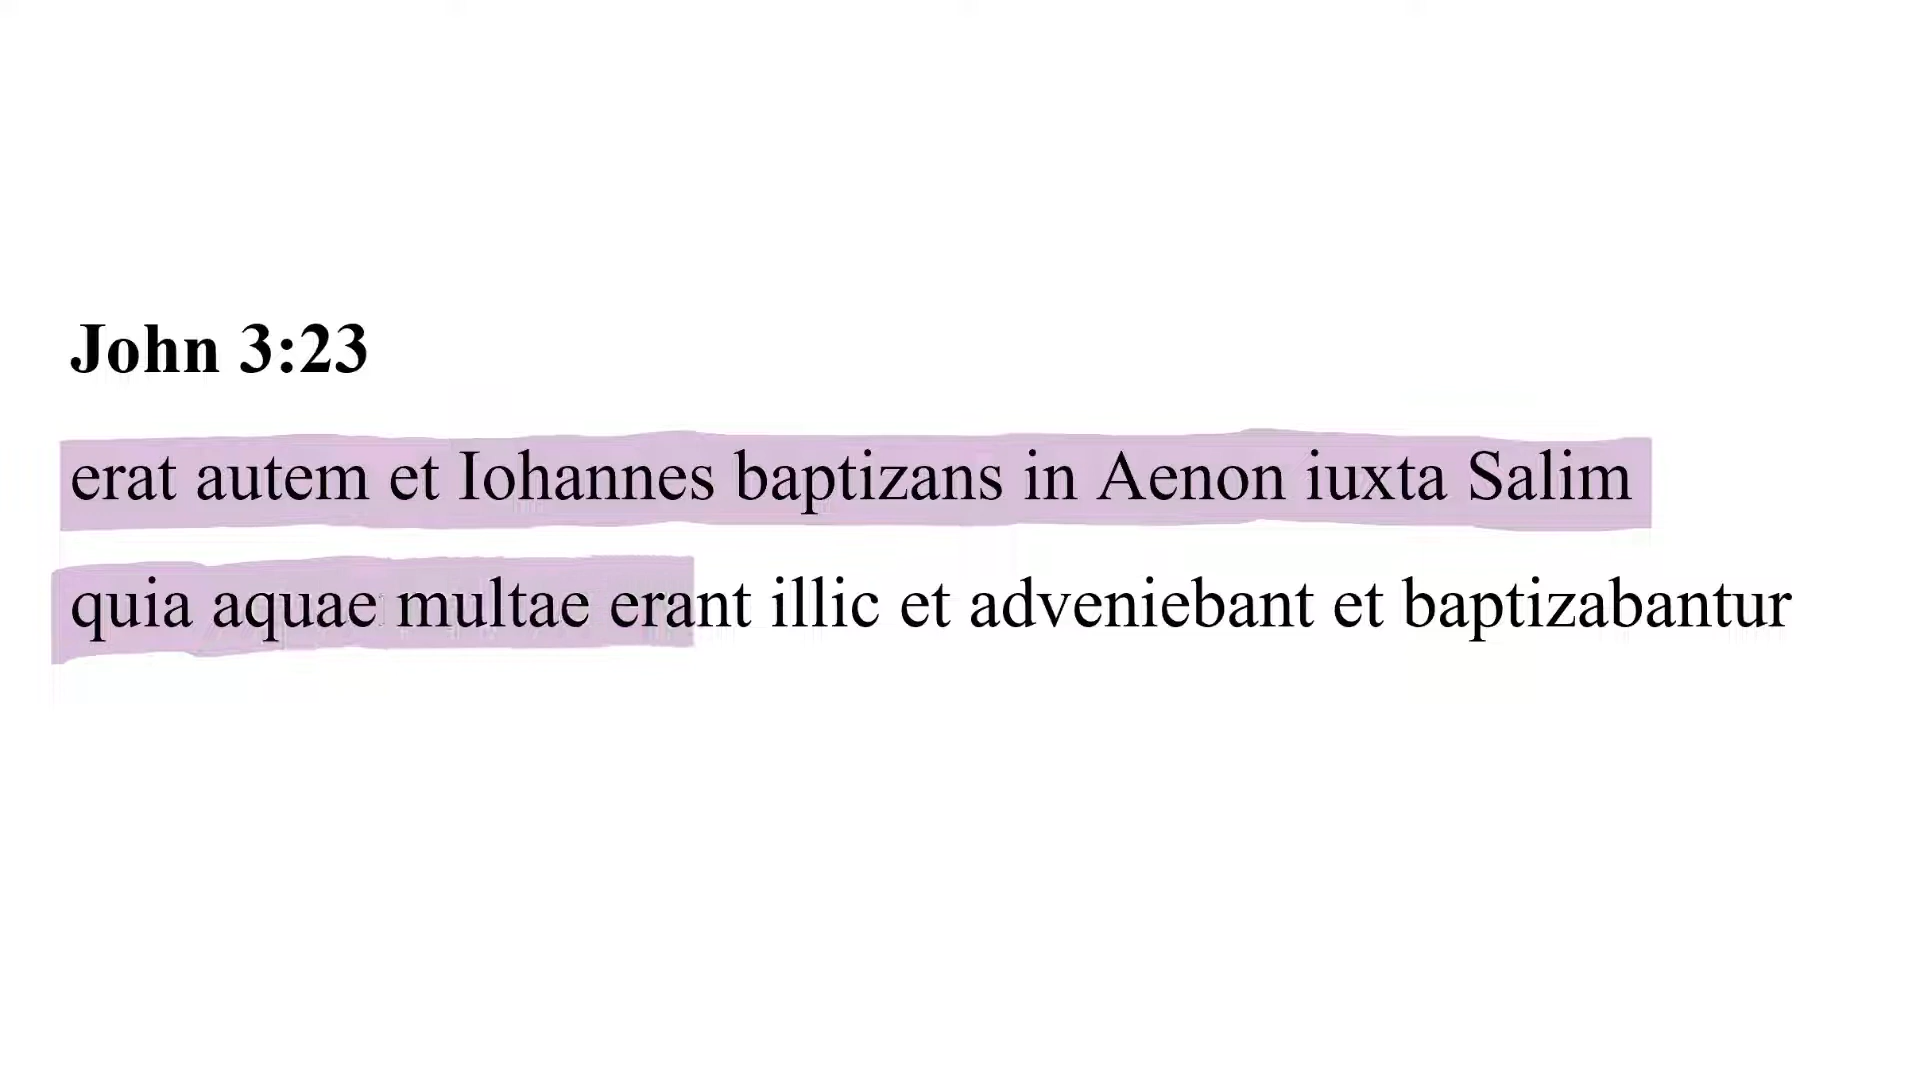 John 3:23
erat autem et Iohannes baptizans in Aenon iuxta Salim
quia aquae multae erant illic et adveniebant et baptizabantur